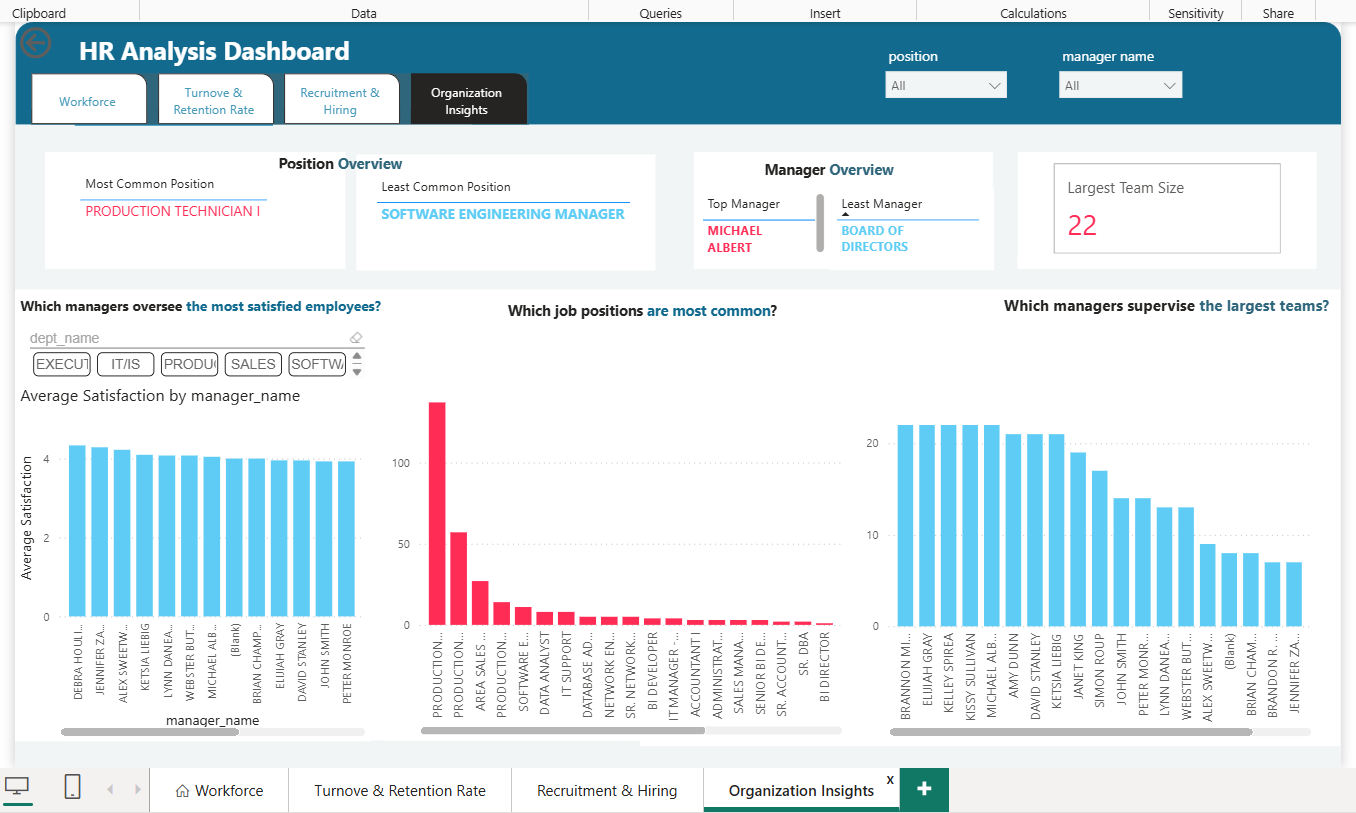 Clipboard
Data
Queries
Insert
Calculations
Sensitivity
Share
HR Analysis Dashboard
position
manager name
All
All
Workforce
Turnove &
Retention Rate
Recruitment &
Hiring
Organization
Insights
Position Overview
Most Common Position
PRODUCTION TECHNICIAN I
Least Common Position
SOFTWARE ENGINEERING MANAGER
Manager Overview
Top Manager
MICHAEL
ALBERT
Least Manager
BOARD OF
DIRECTORS
Largest Team Size
22
Which managers oversee the most satisfied employees?
dept_name
EXECUT
IT/IS
PRODUC
SALES
SOFTWA
Average Satisfaction by manager_name
Average Satisfaction
4
2
0
DEBRA HOULI...
JENNIFER ZA...
ALEX SWEETW...
KETSIA LIEBIG
LYNN DANEA...
WEBSTER BUT...
MICHAEL ALB...
(Blank)
BRIAN CHAMP...
ELIJIAH GRAY
DAVID STANLEY
JOHN SMITH
PETER MONROE
manager_name
Which job positions are most common?
100
50
0
PRODUCTION...
PRODUCTION...
AREA SALES ...
PRODUCTION...
SOFTWARE E...
DATA ANALYST
IT SUPPORT
DATABASE AD...
NETWORK EN...
SR. NETWORK...
BI DEVELOPER
IT MANAGER -...
ACCOUNTANT I
ADMINISTRAT...
SALES MANA...
SENIOR BI DE...
SR. ACCOUNT...
SR. DBA
BI DIRECTOR
Which managers supervise the largest teams?
20
10
0
BRANNON MI...
ELIJIAH GRAY
KELLEY SPIREA
KISSY SULLIVAN
MICHAEL ALB...
AMY DUNN
DAVID STANLEY
KETSIA LIEBIG
JANET KING
SIMON ROUP
JOHN SMITH
PETER MONR...
LYNN DANEA...
WEBSTER BUT...
ALEX SWEETW...
(Blank)
BRIAN CHAM...
BRANDON R...
JENNIFER ZA...
Workforce
Turnove & Retention Rate
Recruitment & Hiring
Organization Insights
x
+